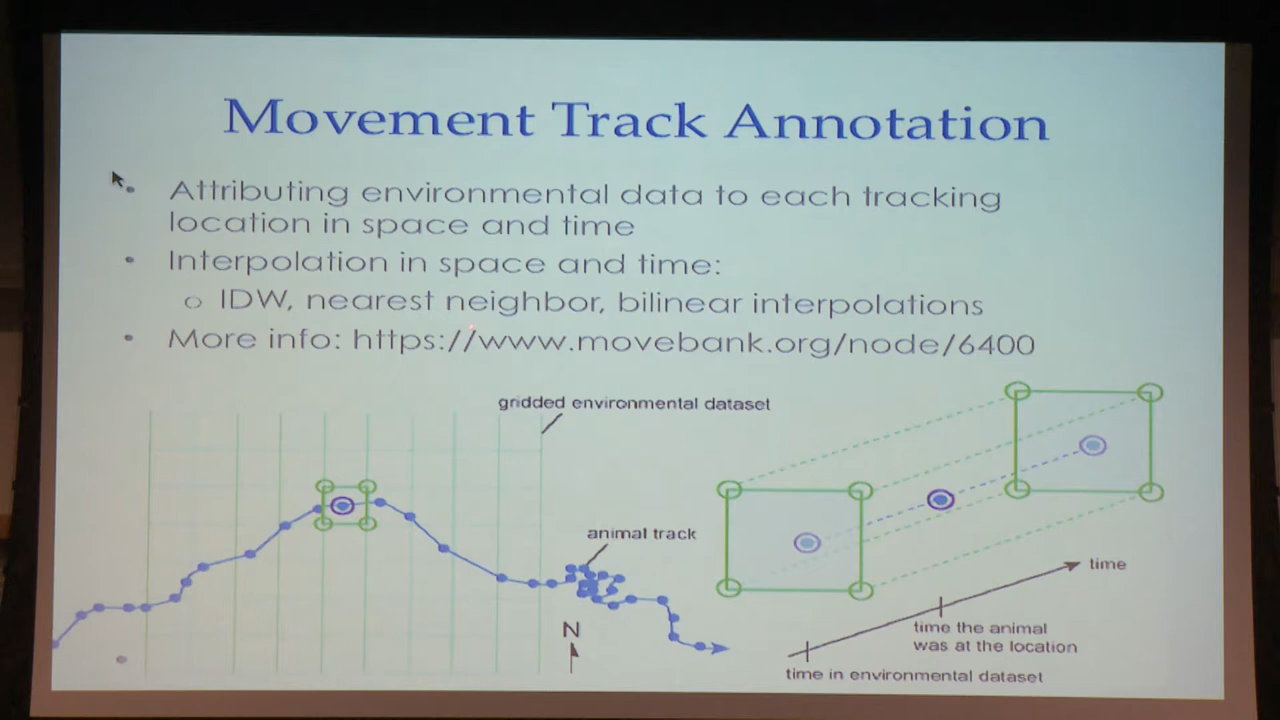 Movement Track Annotation
• Attributing environmental data to each tracking
location in space and time
• Interpolation in space and time:
o IDW, nearest neighbor, bilinear interpolations
• More info: https://www.movebank.org/node/6400
gridded environmental dataset
animal track
N
time
time the animal
was at the location
time in environmental dataset